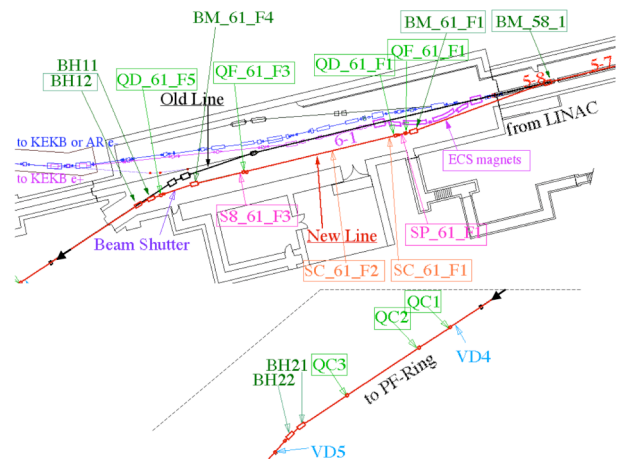 BM_61_F4
BM_61_F1
BM_58_1
BH11
BH12
QD_61_F5
QF_61_F3
QD_61_F1
QF_61_F1
5-8
5-7
Old Line
from LINAC
to KEKB or AR e-
to KEKB e+
6-1
ECS magnets
Beam Shutter
S8_61_F3
New Line
SP_61_F1
SC_61_F2
SC_61_F1
QC1
QC2
VD4
BH21
BH22
QC3
to PF-Ring
VD5